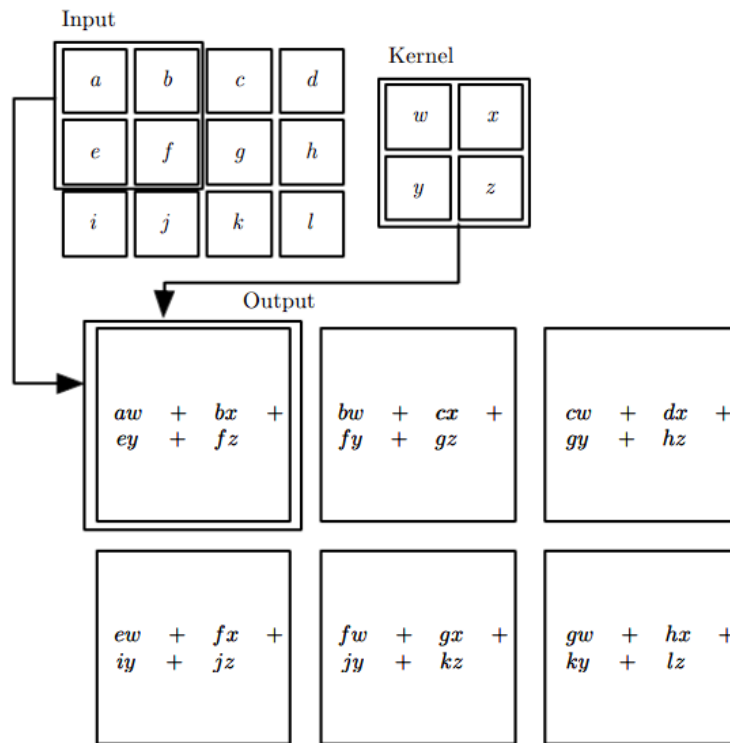 Input
Kernel
a b c d
w x
e f g h
y z
i j k l
Output
aw + bx + bw + cx + cw + dx +
ey + fz fy + gz gy + hz
ew + fx + fw + gx + gw + hx +
iy + jz jy + kz ky + lz